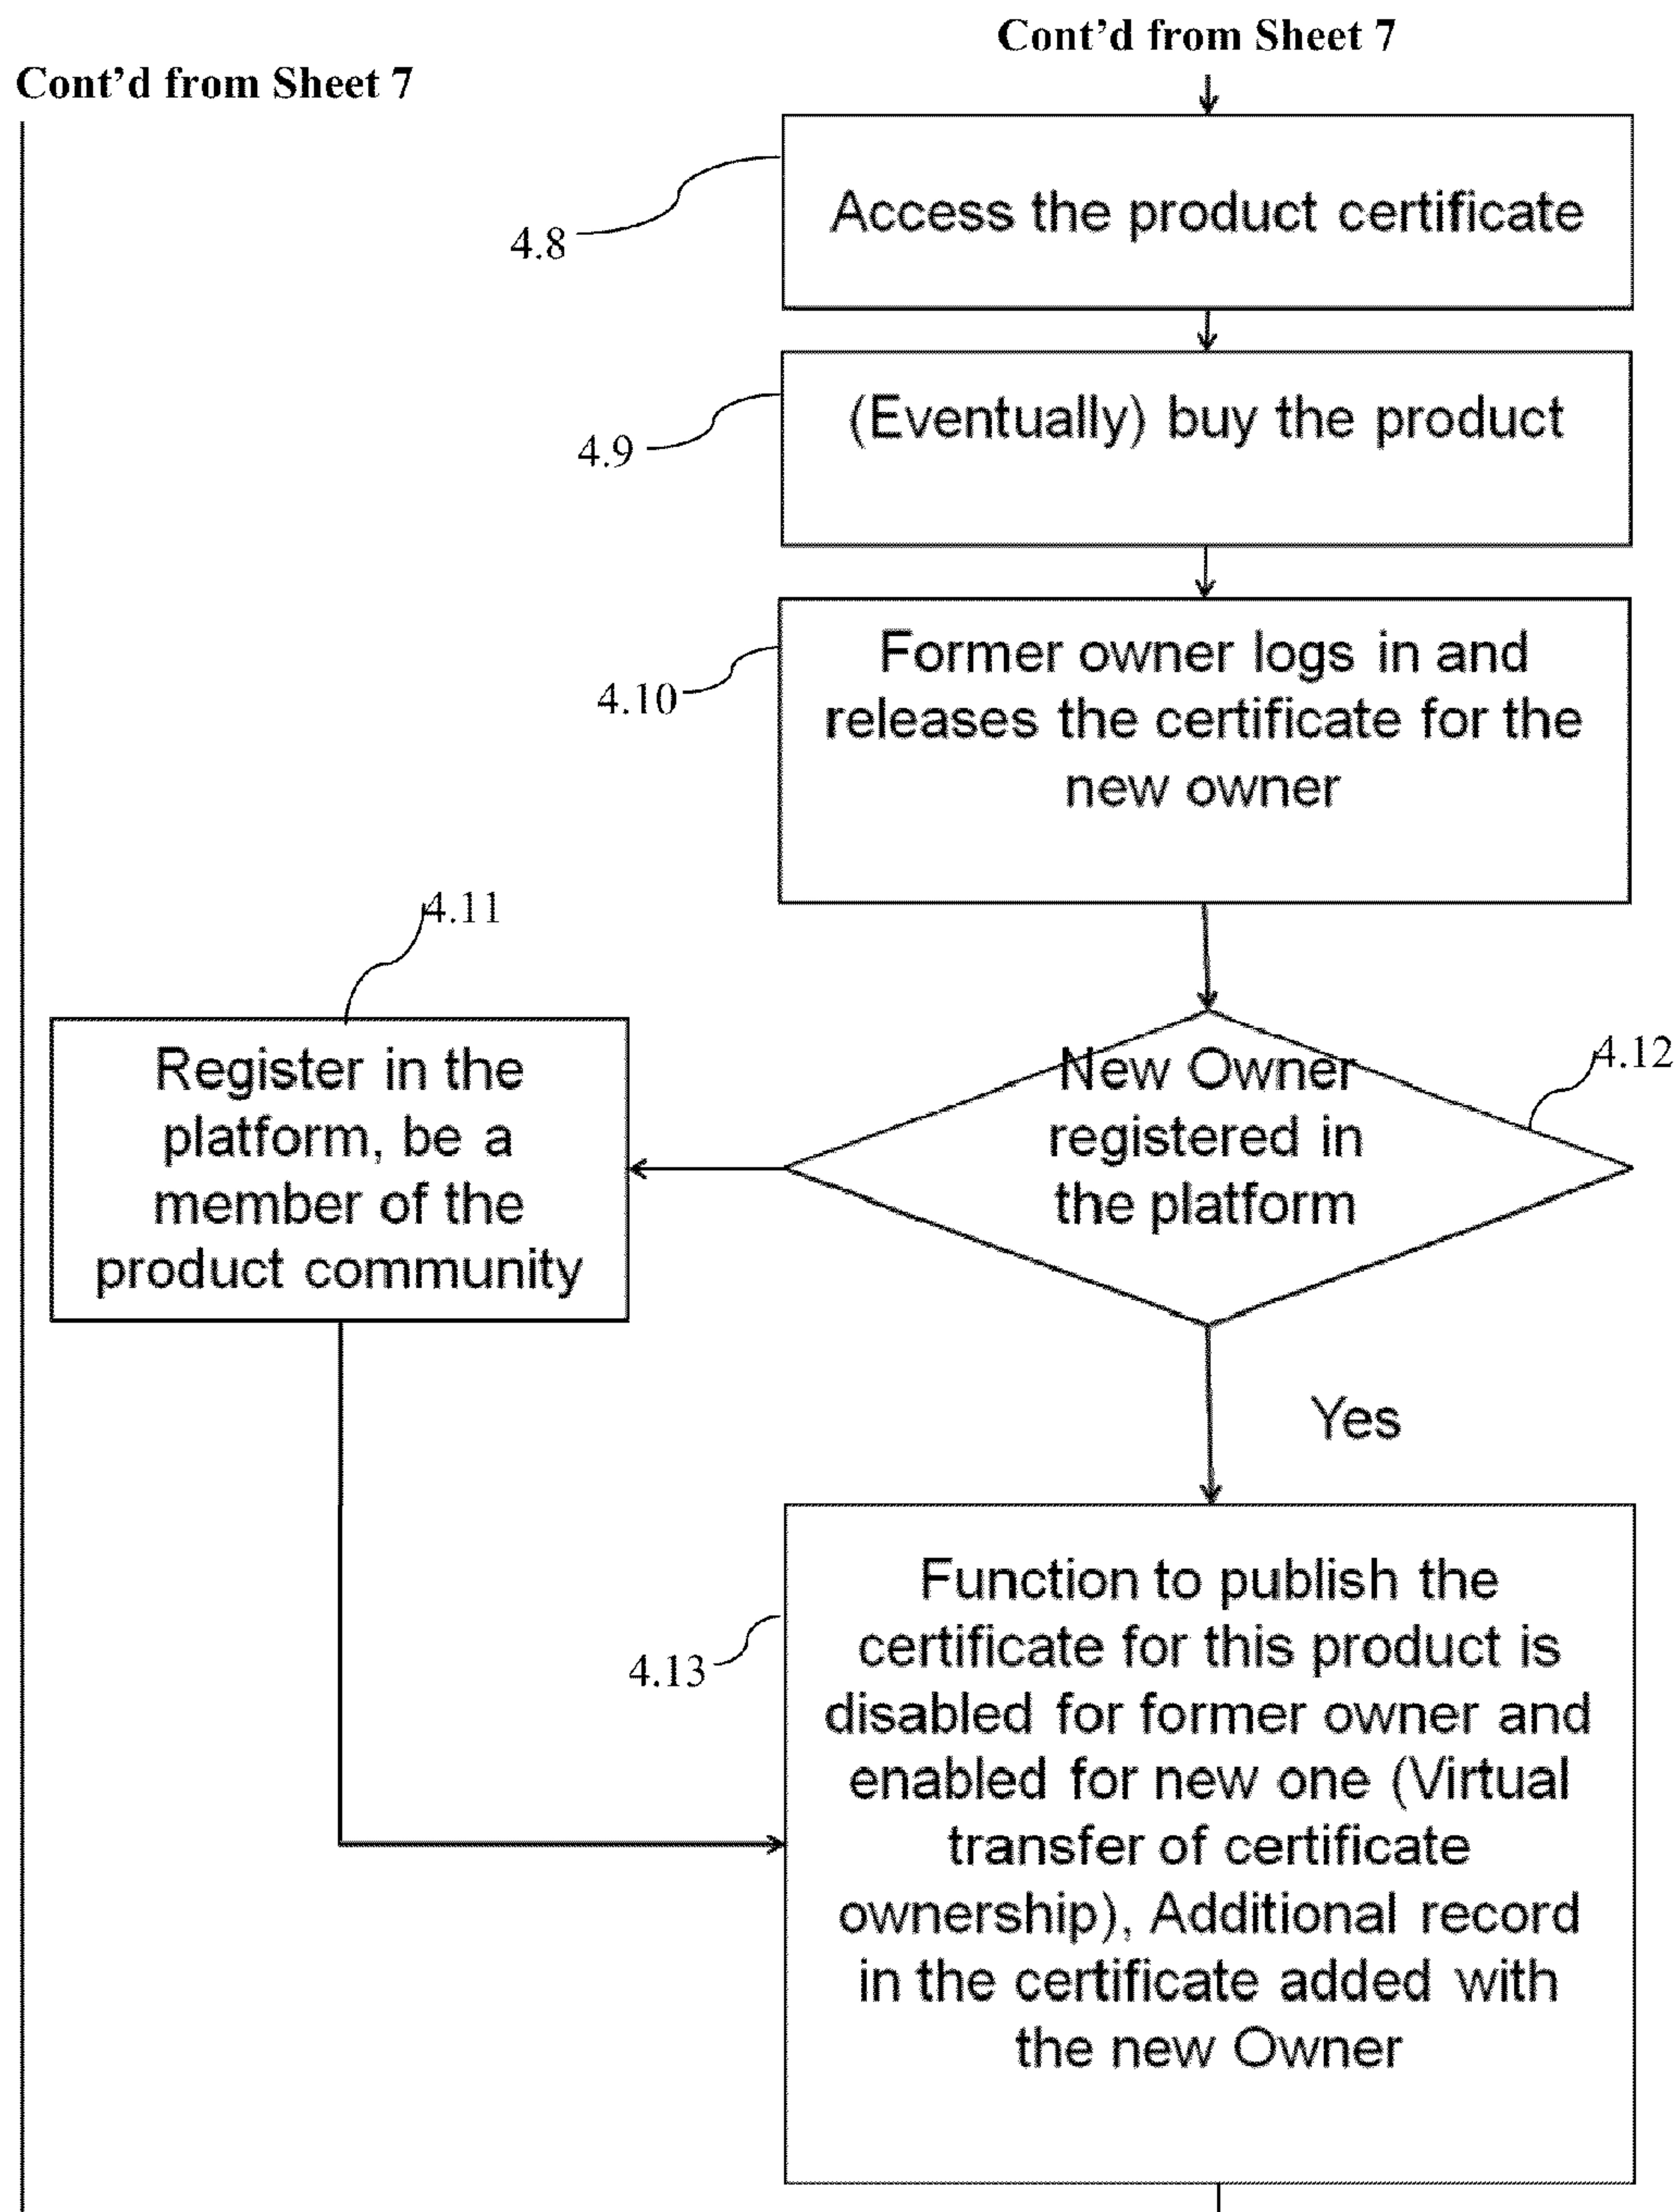 Cont’d from Sheet 7
Cont’d from Sheet 7
4.8
Access the product certificate
4.9
(Eventually) buy the product
4.10
Former owner logs in and
releases the certificate for the
new owner
4.11
Register in the
platform, be a
member of the
product community
4.12
New Owner
registered in
the platform
Yes
4.13
Function to publish the
certificate for this product is
disabled for former owner and
enabled for new one (Virtual
transfer of certificate
ownership), Additional record
in the certificate added with
the new Owner